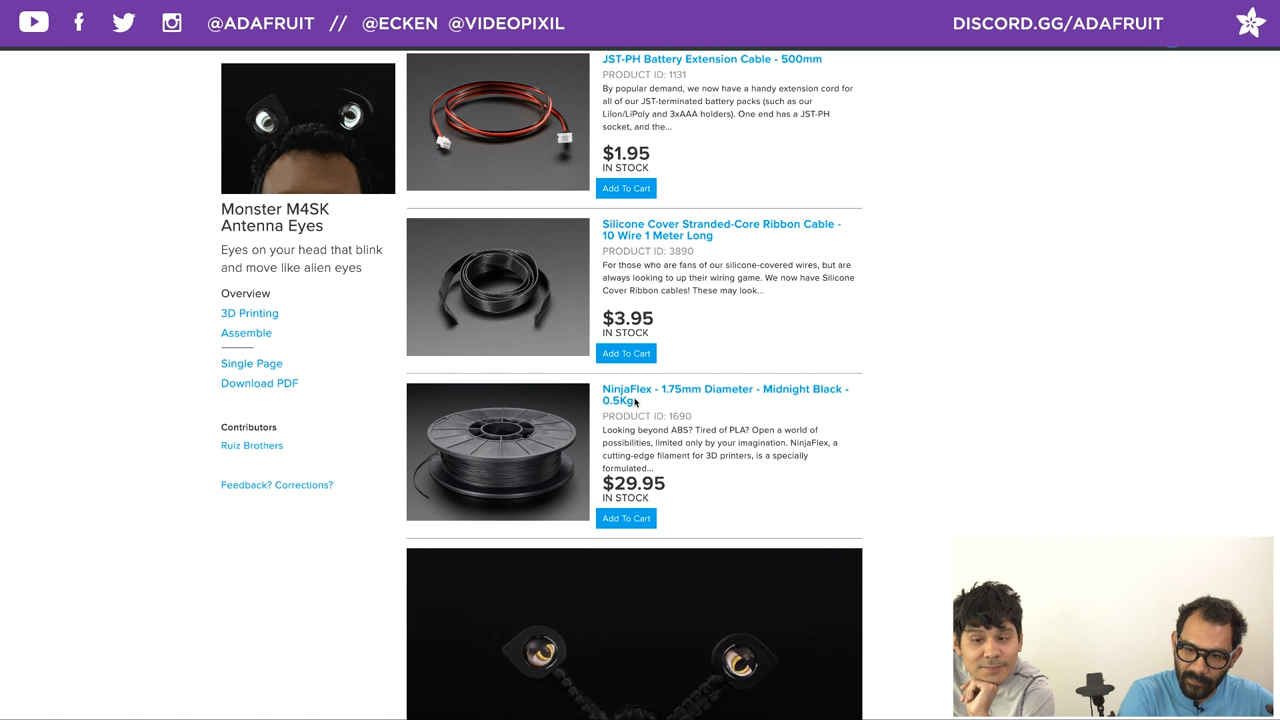 @ADAFRUIT // @ECKEN @VIDEOPIXIL
DISCORD.GG/ADAFRUIT
Monster M4SK
Antenna Eyes
Eyes on your head that blink
and move like alien eyes
Overview
3D Printing
Assemble
Single Page
Download PDF
Contributors
Ruiz Brothers
Feedback? Corrections?
JST-PH Battery Extension Cable - 500mm
PRODUCT ID: 1131
By popular demand, we now have a handy extension cord for
all of our JST-terminated battery packs (such as our
LiIon/LiPoly and 3xAAA holders). One end has a JST-PH
socket, and the...
$1.95
IN STOCK
Add To Cart
Silicone Cover Stranded-Core Ribbon Cable -
10 Wire 1 Meter Long
PRODUCT ID: 3890
For those who are fans of our silicone-covered wires, but are
always looking to up their wiring game. We now have Silicone
Cover Ribbon cables! These may look...
$3.95
IN STOCK
Add To Cart
NinjaFlex - 1.75mm Diameter - Midnight Black -
0.5Kg
PRODUCT ID: 1690
Looking beyond ABS? Tired of PLA? Open a world of
possibilities, limited only by your imagination. NinjaFlex, a
cutting-edge filament for 3D printers, is a specially
formulated...
$29.95
IN STOCK
Add To Cart